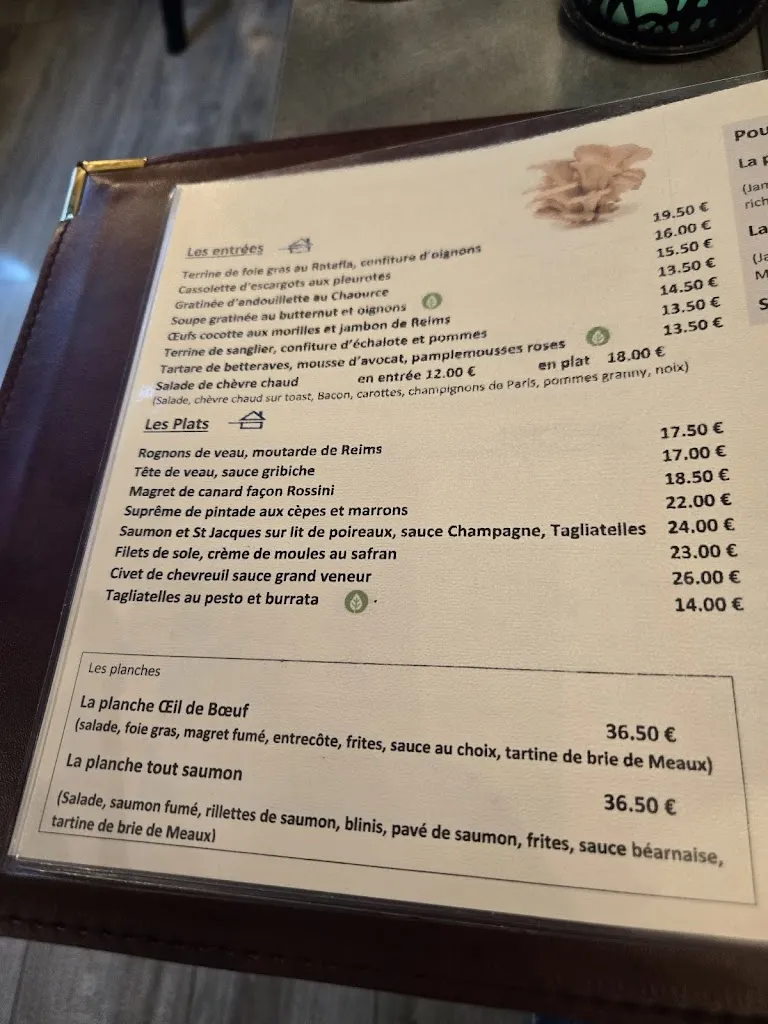 Les entrées
Terrine de foie gras au Ratafia, confiture d'oignons 19.50 €
Cassolette d'escargots aux pleurotes 16.00 €
Gratinée d'andouillette au Chaource 15.50 €
Soupe gratinée au butternut et oignons 13.50 €
Œufs cocotte aux morilles et jambon de Reims 14.50 €
Terrine de sanglier, confiture d'échalote et pommes 13.50 €
Tartare de betteraves, mousse d'avocat, pamplemousses roses 13.50 €
Salade de chèvre chaud en entrée 12.00 € en plat 18.00 €
(Salade, chèvre chaud sur toast, Bacon, carottes, champignons de Paris, pommes granny, noix)
Les Plats
Rognons de veau, moutarde de Reims 17.50 €
Tête de veau, sauce gribiche 17.00 €
Magret de canard façon Rossini 18.50 €
Suprême de pintade aux cèpes et marrons 22.00 €
Saumon et St Jacques sur lit de poireaux, sauce Champagne, Tagliatelles 24.00 €
Filets de sole, crème de moules au safran 23.00 €
Civet de chevreuil sauce grand veneur 26.00 €
Tagliatelles au pesto et burrata 14.00 €
Les planches
La planche Œil de Bœuf 36.50 €
(salade, foie gras, magret fumé, entrecôte, frites, sauce au choix, tartine de brie de Meaux)
La planche tout saumon 36.50 €
(Salade, saumon fumé, rillettes de saumon, blinis, pavé de saumon, frites, sauce béarnaise,
tartine de brie de Meaux)
Pou
La p
(Jam
rich
La
(Ja
M
S